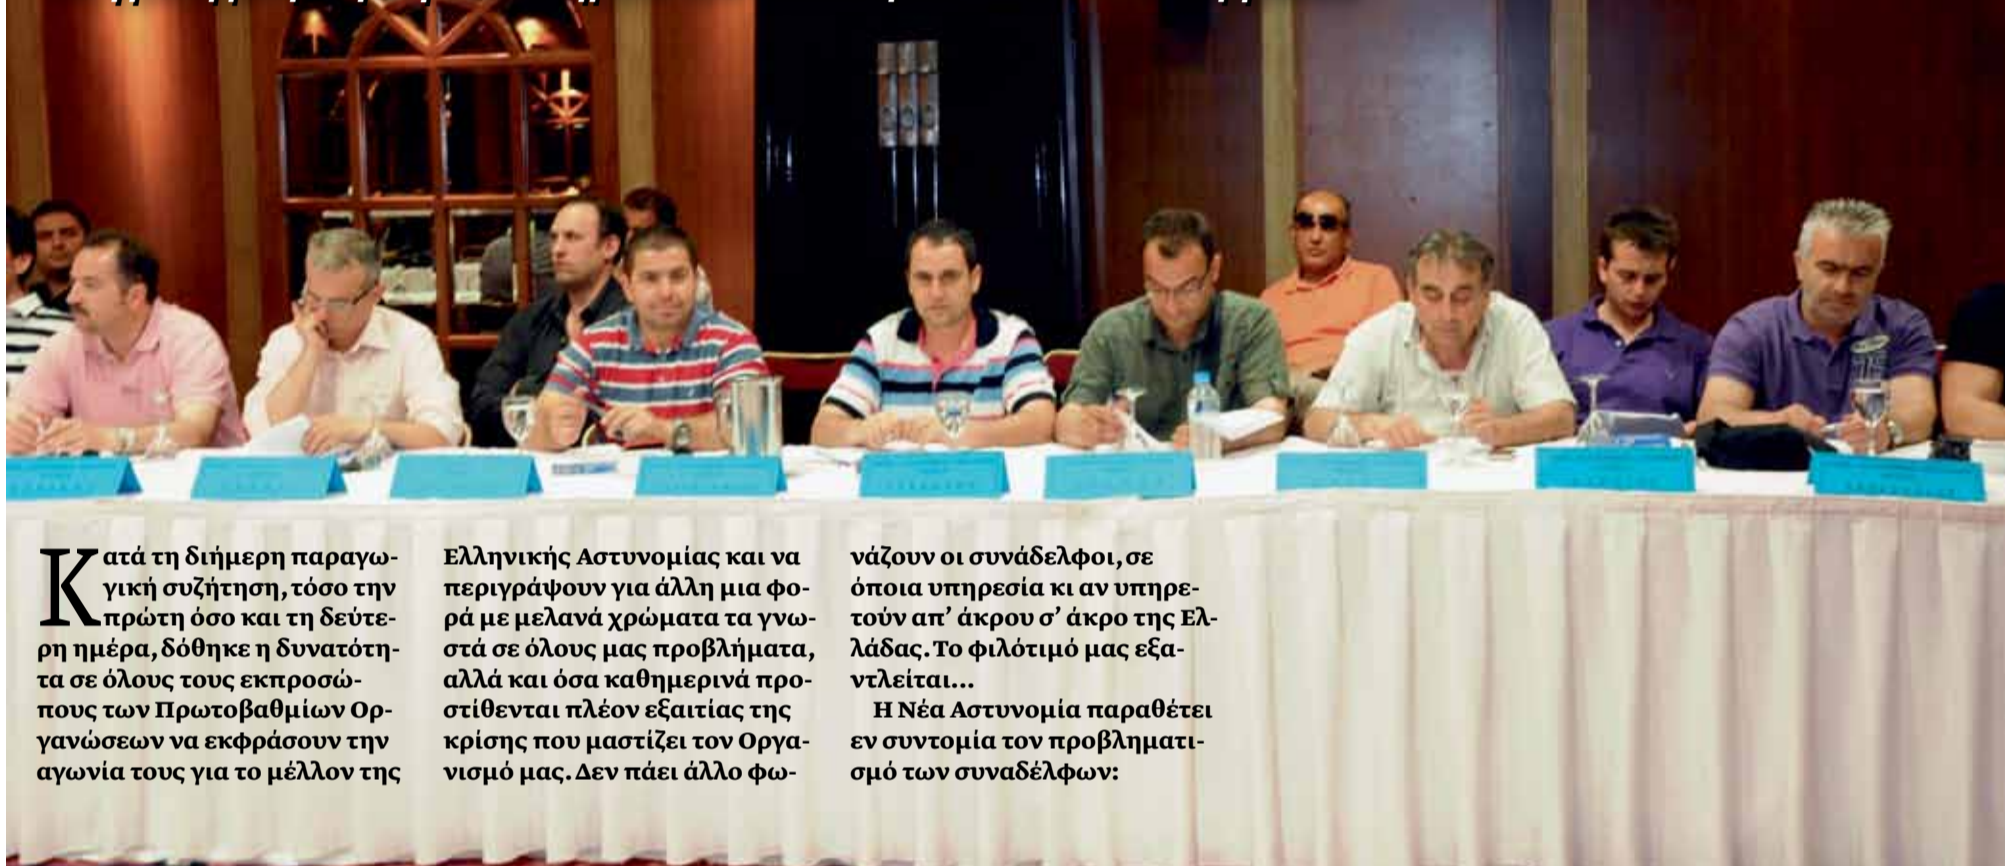 Κατά τη διήμερη παραγω-
γική συζήτηση, τόσο την
πρώτη όσο και τη δεύτε-
ρη ημέρα, δόθηκε η δυνατότη-
τα σε όλους τους εκπροσώ-
πους των Πρωτοβαθμίων Ορ-
γανώσεων να εκφράσουν την
αγωνία τους για το μέλλον της
Ελληνικής Αστυνομίας και να
περιγράψουν για άλλη μια φο-
ρά με μελανά χρώματα τα γνω-
στά σε όλους μας προβλήματα,
αλλά και όσα καθημερινά προ-
στίθενται πλέον εξαιτίας της
κρίσης που μαστίζει τον Οργα-
νισμό μας. Δεν πάει άλλο φω-
νάζουν οι συνάδελφοι, σε
όποια υπηρεσία κι αν υπηρε-
τούν απ’ άκρου σ’ άκρο της Ελ-
λάδας. Το φιλότιμό μας εξα-
ντλείται...
Η Νέα Αστυνομία παραθέτει
εν συντομία τον προβληματι-
σμό των συναδέλφων: